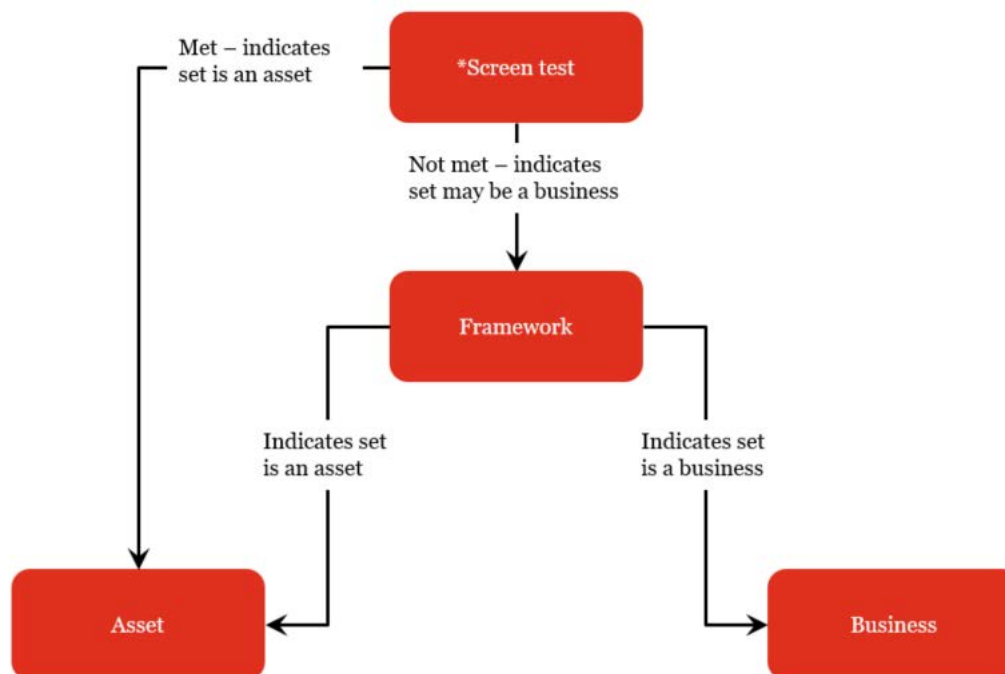 Met – indicates
set is an asset
*Screen test
Not met – indicates
set may be a business
Framework
Indicates set
is an asset
Indicates set
is a business
Asset
Business